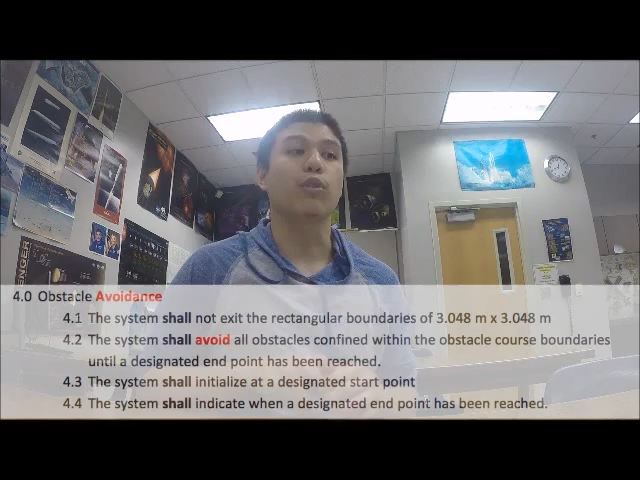 4.0 Obstacle Avoidance
4.1 The system shall not exit the rectangular boundaries of 3.048 m x 3.048 m
4.2 The system shall avoid all obstacles confined within the obstacle course boundaries
until a designated end point has been reached.
4.3 The system shall initialize at a designated start point
4.4 The system shall indicate when a designated end point has been reached.